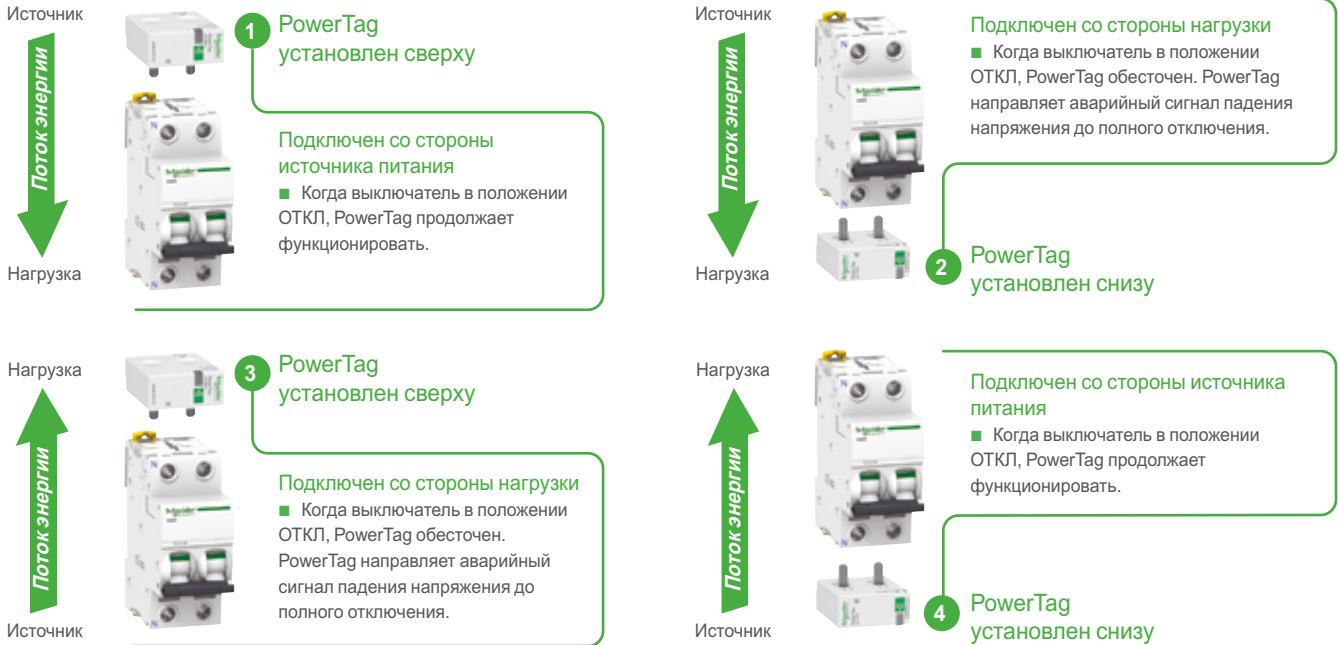 Источник
Поток энергии
Нагрузка
1
PowerTag
установлен сверху
Подключен со стороны
источника питания
■ Когда выключатель в положении
ОТКЛ, PowerTag продолжает
функционировать.
Источник
Поток энергии
Нагрузка
Подключен со стороны нагрузки
■ Когда выключатель в положении
ОТКЛ, PowerTag обесточен. PowerTag
направляет аварийный сигнал падения
напряжения до полного отключения.
2
PowerTag
установлен снизу
Нагрузка
Поток энергии
Источник
3
PowerTag
установлен сверху
Подключен со стороны нагрузки
■ Когда выключатель в положении
ОТКЛ, PowerTag обесточен.
PowerTag направляет аварийный
сигнал падения напряжения до
полного отключения.
Нагрузка
Поток энергии
Источник
Подключен со стороны источника
питания
■ Когда выключатель в положении
ОТКЛ, PowerTag продолжает
функционировать.
4
PowerTag
установлен снизу